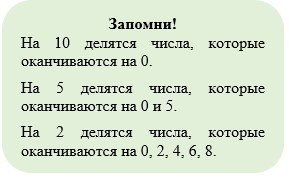 Запомни!
На 10 делятся числа, которые
оканчиваются на 0.
На 5 делятся числа, которые
оканчиваются на 0 и 5.
На 2 делятся числа, которые
оканчиваются на 0, 2, 4, 6, 8.